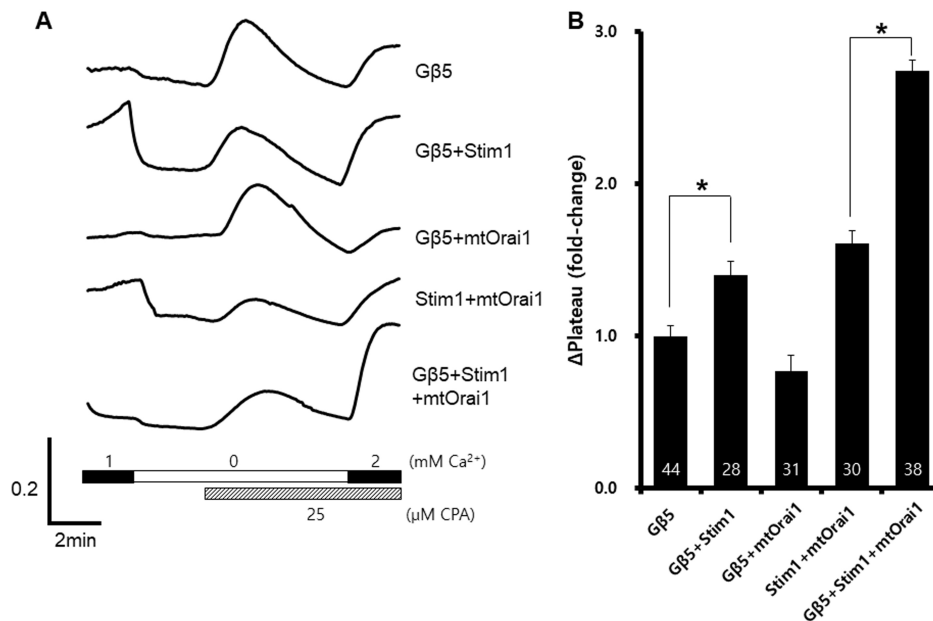 A
Gβ5
Gβ5+Stim1
Gβ5+mtOrai1
Stim1+mtOrai1
Gβ5+Stim1
+mtOrai1
1 0 2 (mM Ca²⁺)
25 (μM CPA)
0.2
2min
B
ΔPlateau (fold-change)
3.0
2.0
1.0
0.0
*
*
44 28 31 30 38
Gβ5
Gβ5+Stim1
Gβ5+mtOrai1
Stim1+mtOrai1
Gβ5+Stim1+mtOrai1